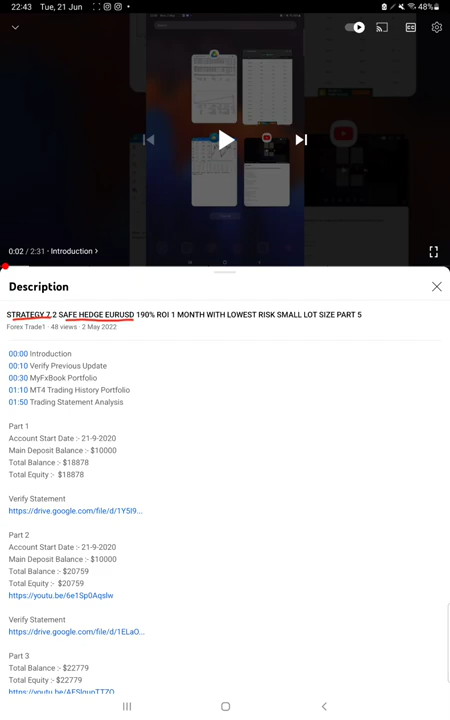 22:43 Tue, 21 Jun
48%
0:02 / 2:31 · Introduction >
Description
STRATEGY 7.2 SAFE HEDGE EURUSD 190% ROI 1 MONTH WITH LOWEST RISK SMALL LOT SIZE PART 5
Forex Trade1 · 48 views · 2 May 2022
00:00 Introduction
00:10 Verify Previous Update
00:30 MyFxBook Portfolio
01:10 MT4 Trading History Portfolio
01:50 Trading Statement Analysis
Part 1
Account Start Date :- 21-9-2020
Main Deposit Balance :- $10000
Total Balance :- $18878
Total Equity :- $18878
Verify Statement
https://drive.google.com/file/d/1Y5I9...
Part 2
Account Start Date :- 21-9-2020
Main Deposit Balance :- $10000
Total Balance :- $20759
Total Equity :- $20759
https://youtu.be/6e1Sp0Aqslw
Verify Statement
https://drive.google.com/file/d/1ELaO...
Part 3
Total Balance :- $22779
Total Equity :- $22779